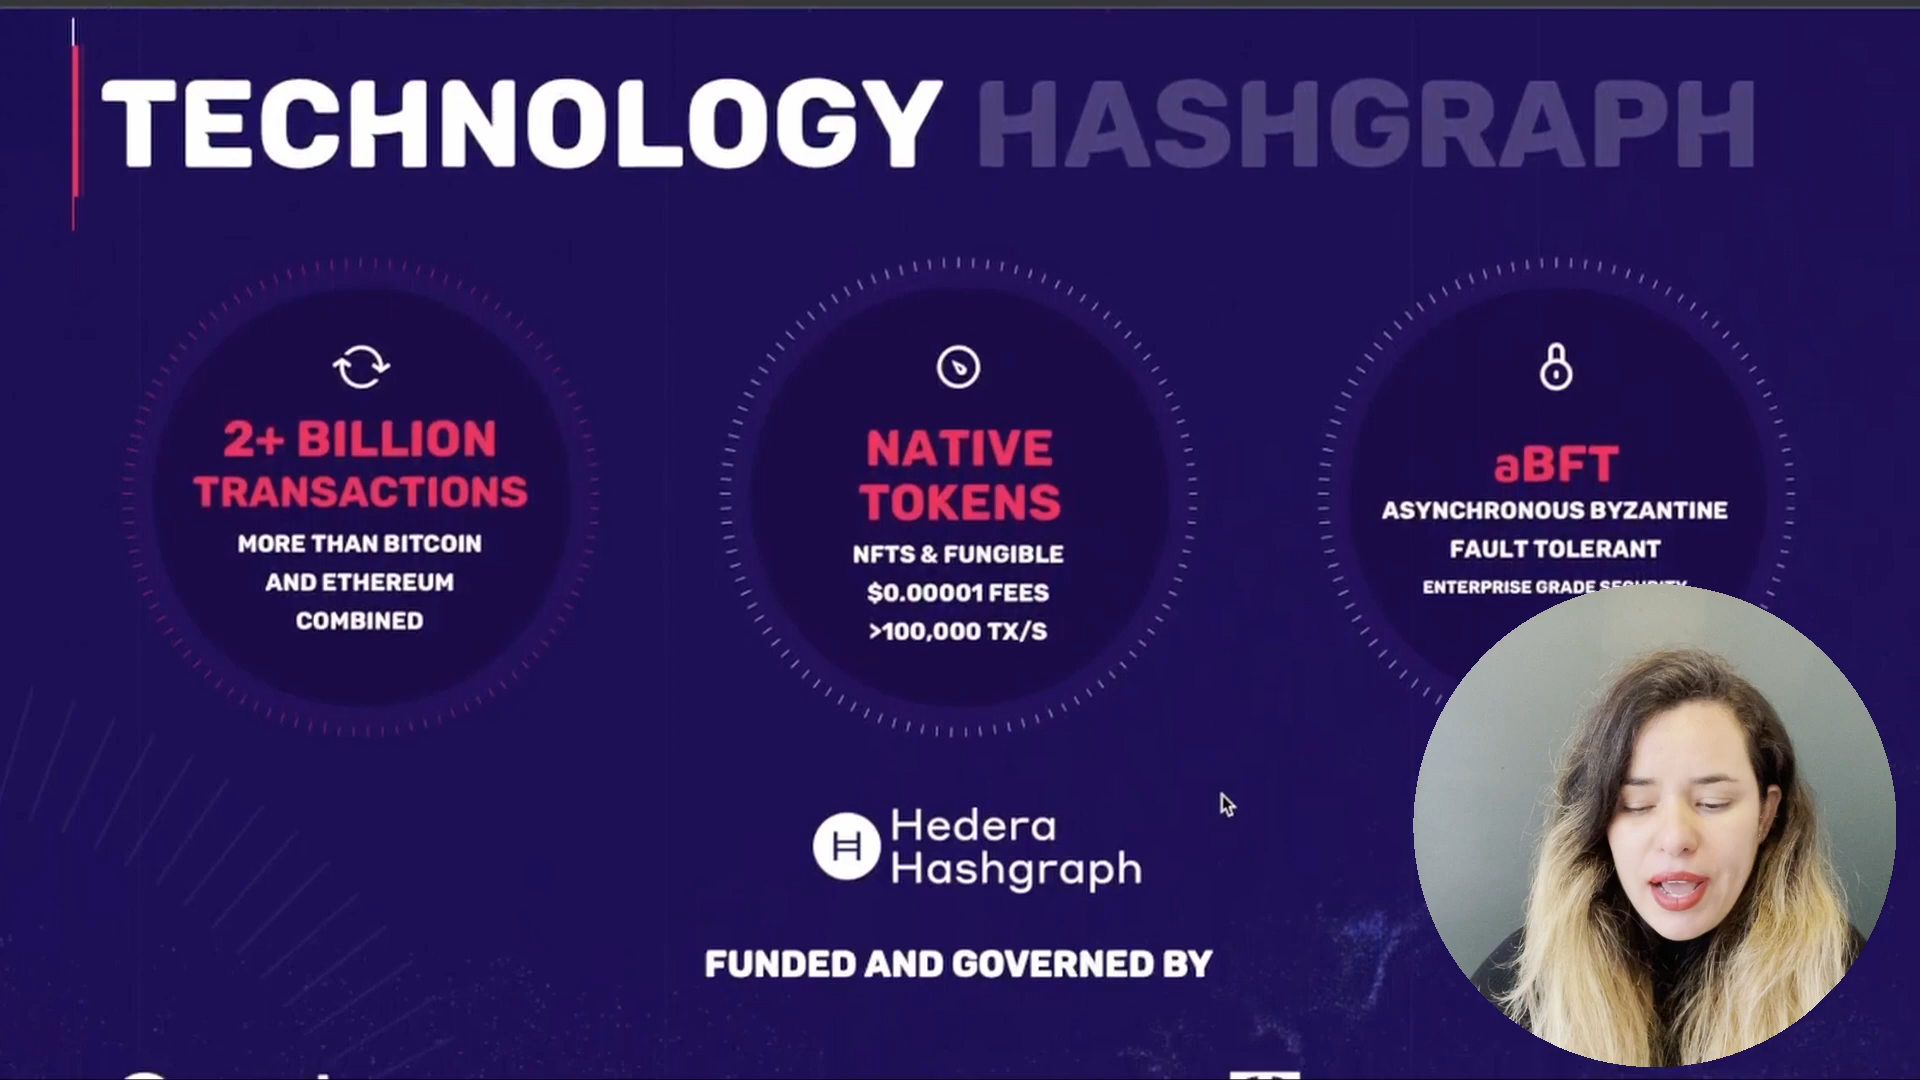 TECHNOLOGY HASHGRAPH
2+ BILLION
TRANSACTIONS
MORE THAN BITCOIN
AND ETHEREUM
COMBINED
NATIVE
TOKENS
NFTS & FUNGIBLE
$0.00001 FEES
>100,000 TX/S
aBFT
ASYNCHRONOUS BYZANTINE
FAULT TOLERANT
ENTERPRISE GRADE SECURITY
H Hedera
Hashgraph
FUNDED AND GOVERNED BY